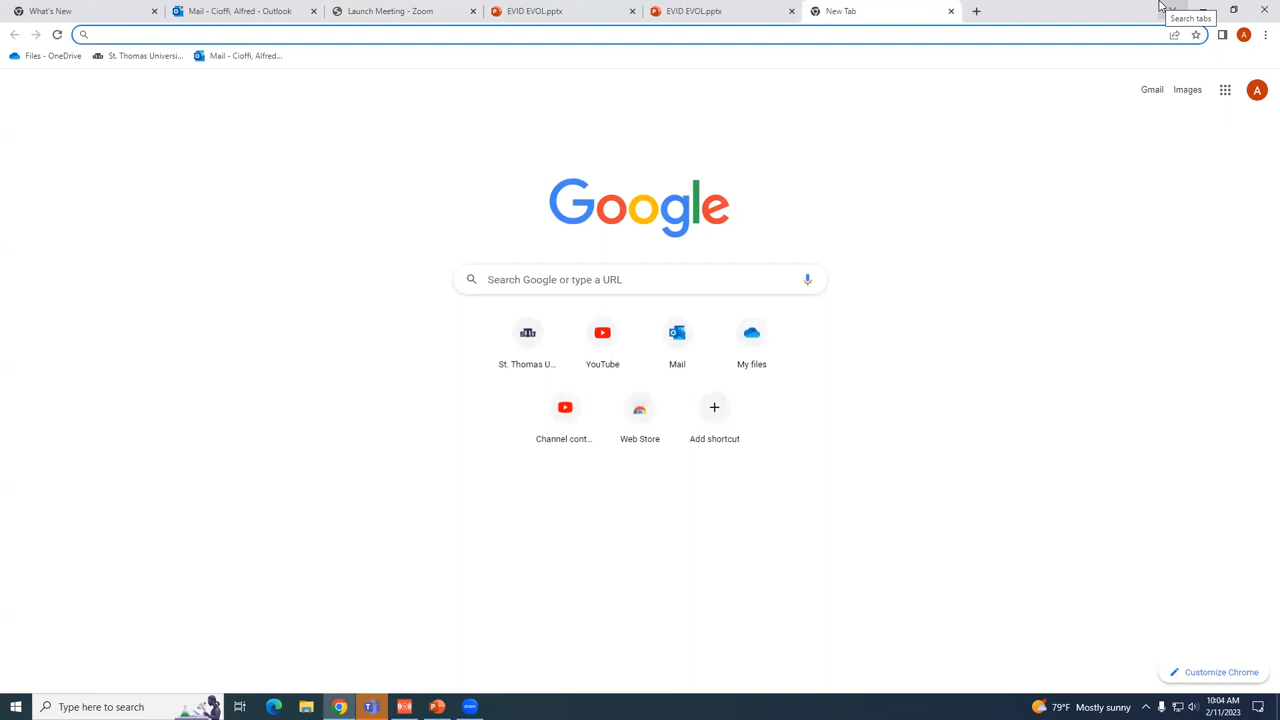 What's New
Mail - Cioffi, Alfred - Outlook
Launch Meeting - Zoom
EVID EVOL.pptx
EVID EVOL.pptx
New Tab
Search tabs
A
Files - OneDrive
St. Thomas Universi...
Mail - Cioffi, Alfred...
Gmail
Images
A
Google
Search Google or type a URL
St. Thomas U...
YouTube
Mail
My files
Channel cont...
Web Store
Add shortcut
Customize Chrome
Type here to search
zoom
79°F Mostly sunny
10:04 AM
2/11/2023